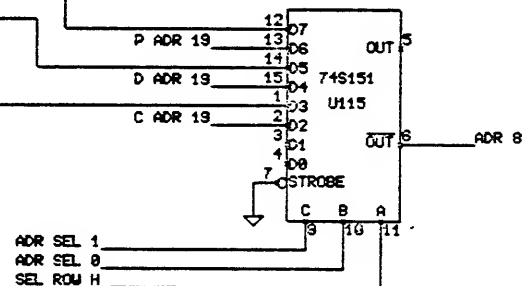 12 D7
P ADR 19 13 D6 OUT 5
14 D5
D ADR 19 15 D4 74S151
1 D3 U115
C ADR 19 2 D2
3 D1 OUT 6 ADR 8
4 D0
7 STROBE
C B A
9 10 11
ADR SEL 1
ADR SEL 0
SEL ROW H